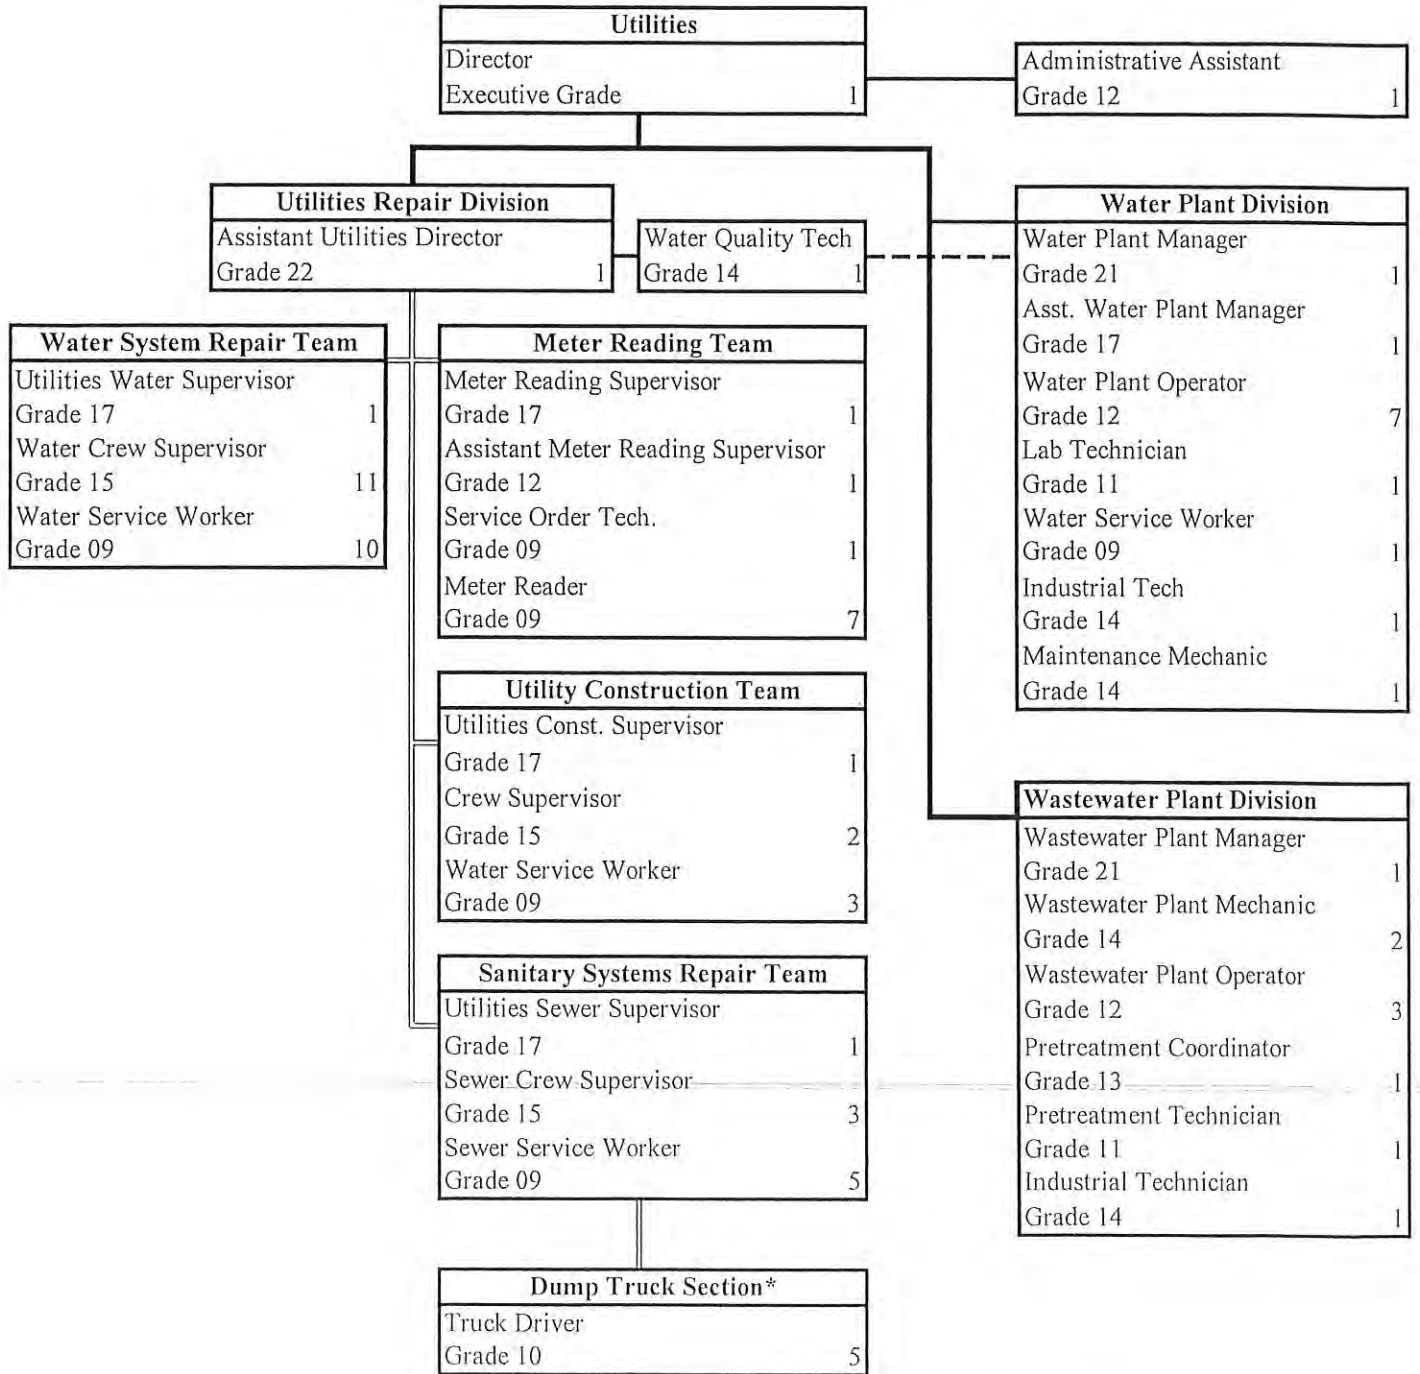 Utilities
Director
Executive Grade 1
Administrative Assistant
Grade 12 1
Utilities Repair Division
Assistant Utilities Director
Grade 22 1
Water Quality Tech
Grade 14 1
Water Plant Division
Water Plant Manager
Grade 21 1
Asst. Water Plant Manager
Grade 17 1
Water Plant Operator
Grade 12 7
Lab Technician
Grade 11 1
Water Service Worker
Grade 09 1
Industrial Tech
Grade 14 1
Maintenance Mechanic
Grade 14 1
Water System Repair Team
Utilities Water Supervisor
Grade 17 1
Water Crew Supervisor
Grade 15 11
Water Service Worker
Grade 09 10
Meter Reading Team
Meter Reading Supervisor
Grade 17 1
Assistant Meter Reading Supervisor
Grade 12 1
Service Order Tech.
Grade 09 1
Meter Reader
Grade 09 7
Utility Construction Team
Utilities Const. Supervisor
Grade 17 1
Crew Supervisor
Grade 15 2
Water Service Worker
Grade 09 3
Wastewater Plant Division
Wastewater Plant Manager
Grade 21 1
Wastewater Plant Mechanic
Grade 14 2
Wastewater Plant Operator
Grade 12 3
Pretreatment Coordinator
Grade 13 1
Pretreatment Technician
Grade 11 1
Industrial Technician
Grade 14 1
Sanitary Systems Repair Team
Utilities Sewer Supervisor
Grade 17 1
Sewer Crew Supervisor
Grade 15 3
Sewer Service Worker
Grade 09 5
Dump Truck Section*
Truck Driver
Grade 10 5